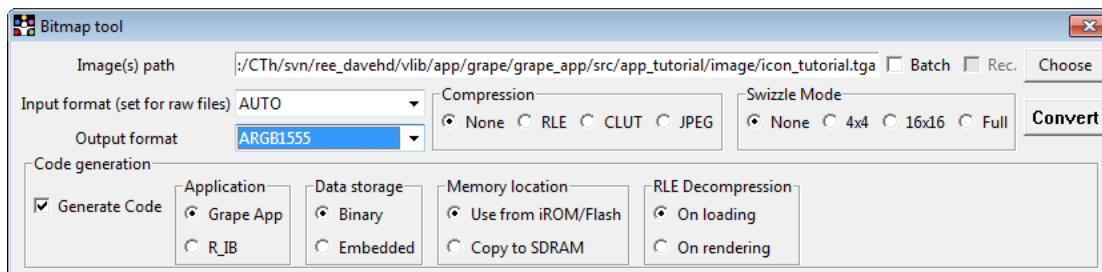 Bitmap tool
Image(s) path :/CTh/svn/ree_davehd/vlib/app/grape/grape_app/src/app_tutorial/image/icon_tutorial.tga Batch Rec. Choose
Input format (set for raw files) AUTO Compression Swizzle Mode
None RLE CLUT JPEG None 4x4 16x16 Full Convert
Output format ARGB1555
Code generation
Application Data storage Memory location RLE Decompression
Generate Code Grape App Binary Use from iROM/Flash On loading
R_IB Embedded Copy to SDRAM On rendering